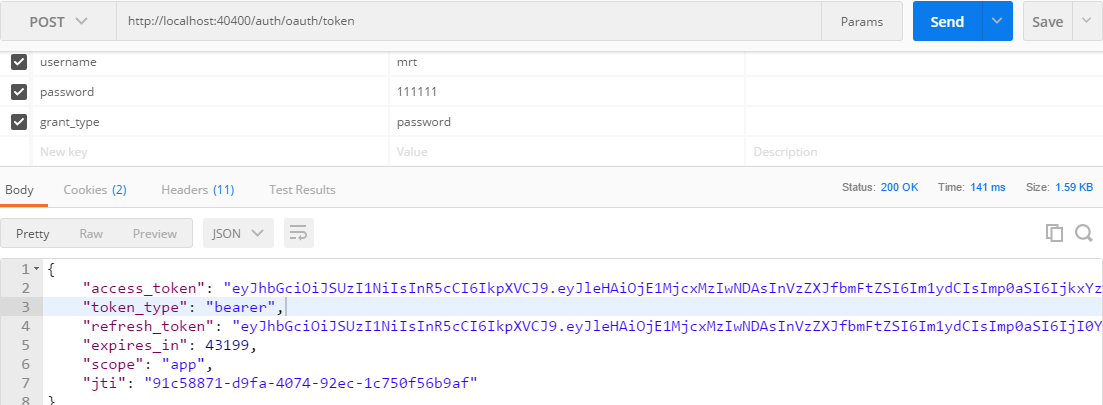 POST http://localhost:40400/auth/oauth/token Params Send Save
username mrt
password 111111
grant_type password
New key Value Description
Body Cookies (2) Headers (11) Test Results Status: 200 OK Time: 141 ms Size: 1.59 KB
Pretty Raw Preview JSON
1 {
2 "access_token": "eyJhbGciOiJSUzI1NiIsInR5cCI6IkpXVCJ9.eyJleHAiOjE1MjcxMzIwNDAsInVzZXJfbmFtZSI6Im1ydCIsImp0aSI6IjkxYz
3 "token_type": "bearer",
4 "refresh_token": "eyJhbGciOiJSUzI1NiIsInR5cCI6IkpXVCJ9.eyJleHAiOjE1MjcxMzIwNDAsInVzZXJfbmFtZSI6Im1ydCIsImp0aSI6IjI0Y
5 "expires_in": 43199,
6 "scope": "app",
7 "jti": "91c58871-d9fa-4074-92ec-1c750f56b9af"
8 }